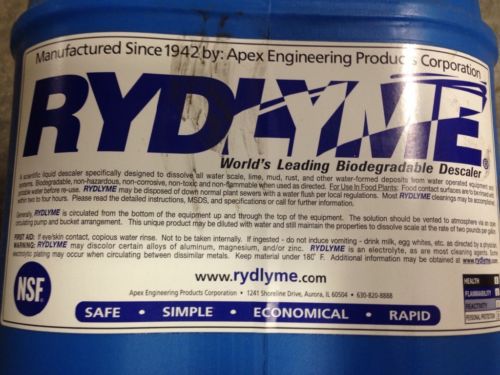 Manufactured Since 1942 by: Apex Engineering Products Corporation
RYDLYME®
World's Leading Biodegradable Descaler
A scientific liquid descaler specifically designed to dissolve all water scale, lime, mud, rust, and other water-formed deposits from water operated equipment
systems. Biodegradable, non-hazardous, non-corrosive, non-toxic and non-flammable when used as directed. For Use In Food Plants: Food contact surfaces are to be
potable water before re-use. RYDLYME may be disposed of down normal plant sewers with a water flush per local regulations. Most RYDLYME cleanings may be accomplished
within two to four hours. Please read the detailed instructions, MSDS, and specifications or call for further information.
Generally, RYDLYME is circulated from the bottom of the equipment up and through the top of the equipment. The solution should be vented to atmosphere via an open
circulating pump and bucket arrangement. This unique product may be diluted with water and still maintain the properties to dissolve scale at the rate of two pounds per gallon
FIRST AID: If eye/skin contact, copious water rinse. Not to be taken internally. If ingested - do not induce vomiting - drink milk, egg whites, etc. as directed by a physician
WARNING: RYDLYME may discolor certain alloys of aluminum, magnesium, and/or zinc. RYDLYME is an electrolyte, as are most cleaning agents. Some
electrolytic plating may occur when circulating between dissimilar metals. Keep material under 180° F. Additional information may be obtained at www.rydlyme
www.rydlyme.com
NSF
Apex Engineering Products Corporation • 1241 Shoreline Drive, Aurora, IL 60504 • 630-820-8888
SAFE • SIMPLE • ECONOMICAL • RAPID
HEALTH
FLAMMABILITY
REACTIVITY
PERSONAL PROTECTION